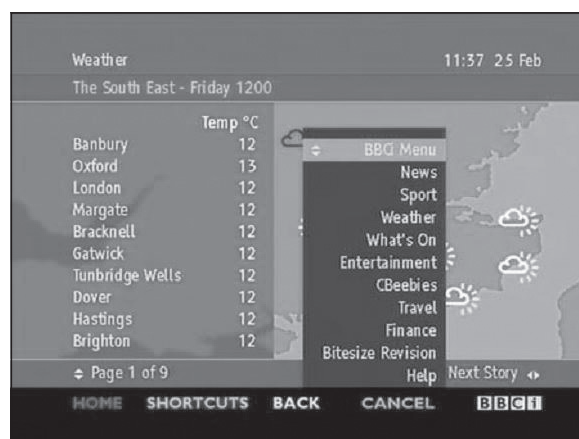 Weather 11:37 25 Feb
The South East - Friday 1200
Temp °C
Banbury 12
Oxford 13
London 12
Margate 12
Bracknell 12
Gatwick 12
Tunbridge Wells 12
Dover 12
Hastings 12
Brighton 12
BBCi Menu
News
Sport
Weather
What's On
Entertainment
CBeebies
Travel
Finance
Bitesize Revision
Help
Page 1 of 9 Next Story
HOME SHORTCUTS BACK CANCEL BBCi